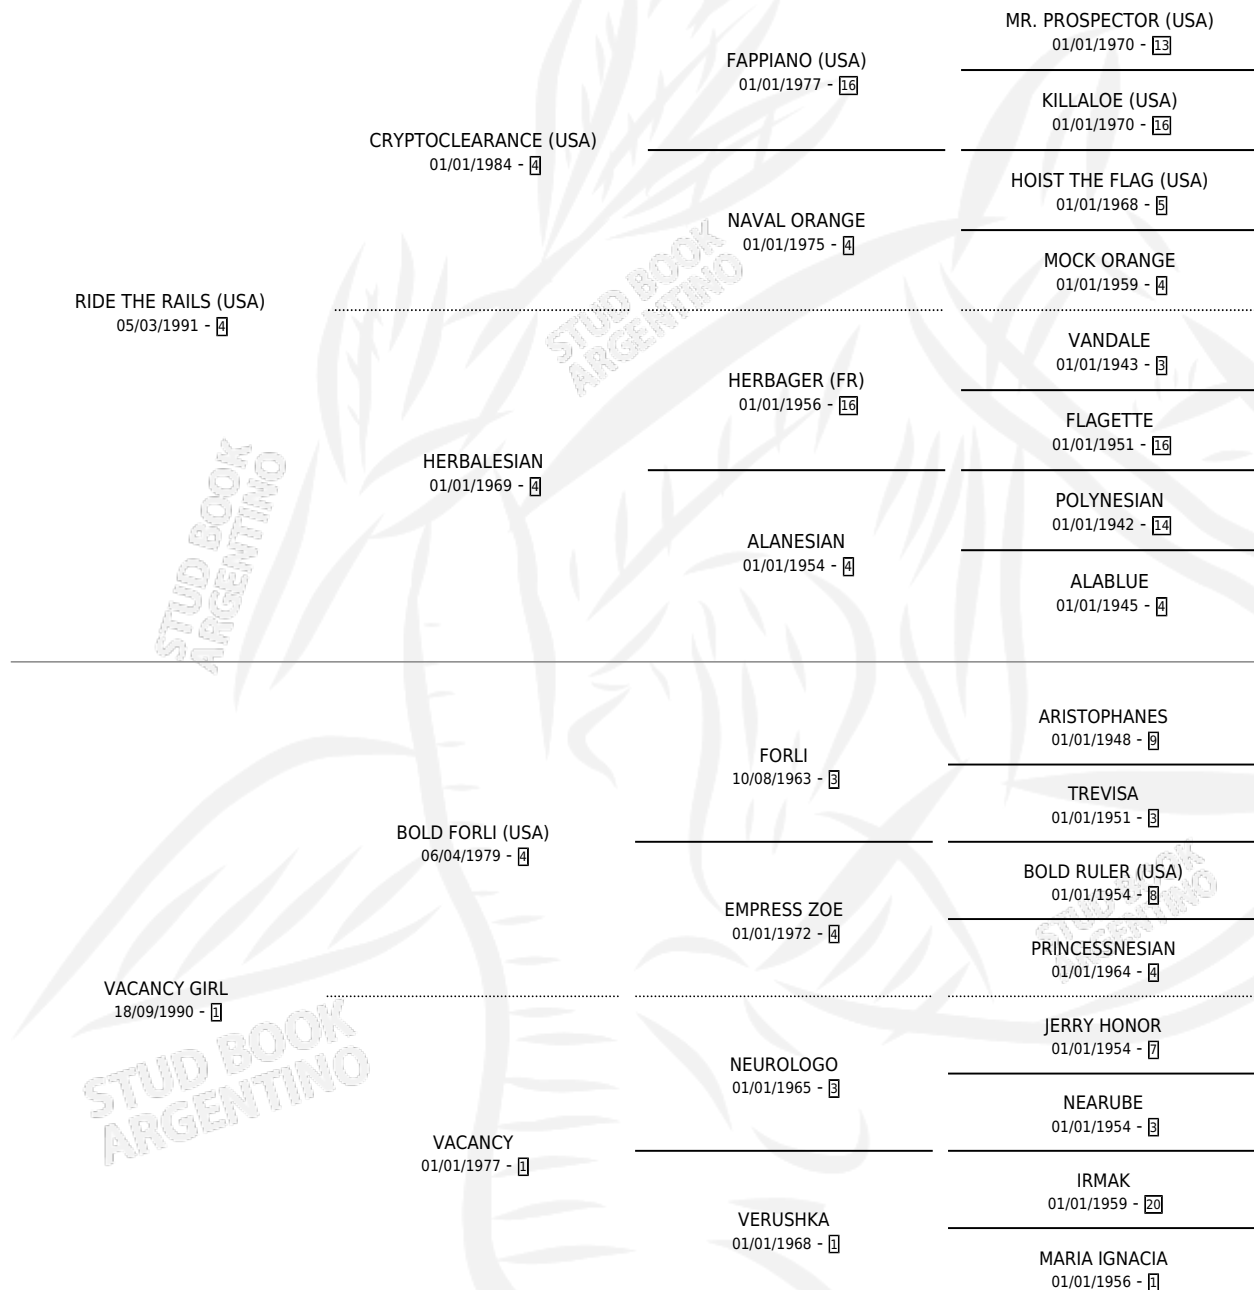 MR. PROSPECTOR (USA)
01/01/1970 - 13
FAPPIANO (USA)
01/01/1977 - 16
KILLALOE (USA)
01/01/1970 - 16
CRYPTOCLEARANCE (USA)
01/01/1984 - 4
HOIST THE FLAG (USA)
01/01/1968 - 5
NAVAL ORANGE
01/01/1975 - 4
MOCK ORANGE
01/01/1959 - 4
RIDE THE RAILS (USA)
05/03/1991 - 4
VANDALE
01/01/1943 - 3
HERBAGER (FR)
01/01/1956 - 16
FLAGETTE
01/01/1951 - 16
HERBALESIAN
01/01/1969 - 4
POLYNESIAN
01/01/1942 - 14
ALANESIAN
01/01/1954 - 4
ALABLUE
01/01/1945 - 4
STUD BOOK
ARGENTINO
STUD BOOK
ARGENTINO
ARISTOPHANES
01/01/1948 - 9
FORLI
10/08/1963 - 3
TREVISA
01/01/1951 - 3
BOLD FORLI (USA)
06/04/1979 - 4
BOLD RULER (USA)
01/01/1954 - 8
EMPRESS ZOE
01/01/1972 - 4
PRINCESSNESIAN
01/01/1964 - 4
STUD BOOK
ARGENTINO
VACANCY GIRL
18/09/1990 - 1
JERRY HONOR
01/01/1954 - 7
NEUROLOGO
01/01/1965 - 3
NEARUBE
01/01/1954 - 3
STUD BOOK
ARGENTINO
VACANCY
01/01/1977 - 1
IRMAK
01/01/1959 - 20
VERUSHKA
01/01/1968 - 1
MARIA IGNACIA
01/01/1956 - 1